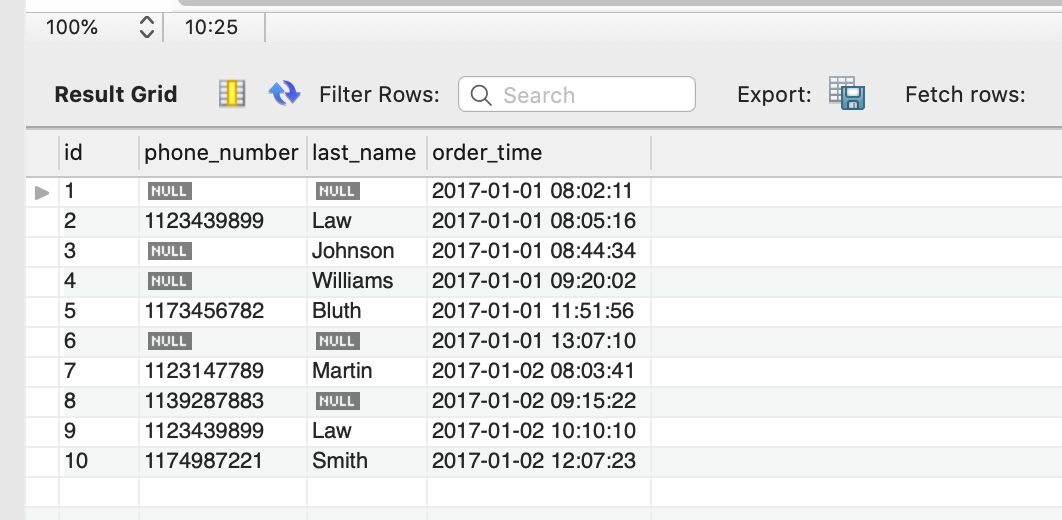 100% 10:25
Result Grid Filter Rows: Search Export: Fetch rows:
id phone_number last_name order_time
1 NULL NULL 2017-01-01 08:02:11
2 1123439899 Law 2017-01-01 08:05:16
3 NULL Johnson 2017-01-01 08:44:34
4 NULL Williams 2017-01-01 09:20:02
5 1173456782 Bluth 2017-01-01 11:51:56
6 NULL NULL 2017-01-01 13:07:10
7 1123147789 Martin 2017-01-02 08:03:41
8 1139287883 NULL 2017-01-02 09:15:22
9 1123439899 Law 2017-01-02 10:10:10
10 1174987221 Smith 2017-01-02 12:07:23